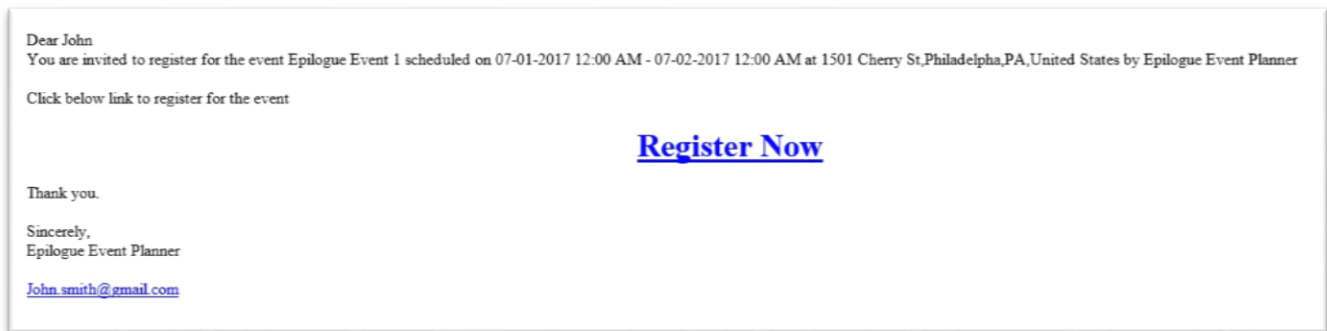 Dear John
You are invited to register for the event Epilogue Event 1 scheduled on 07-01-2017 12:00 AM - 07-02-2017 12:00 AM at 1501 Cherry St,Philadelpha,PA,United States by Epilogue Event Planner
Click below link to register for the event
Register Now
Thank you.
Sincerely,
Epilogue Event Planner
John.smith@gmail.com